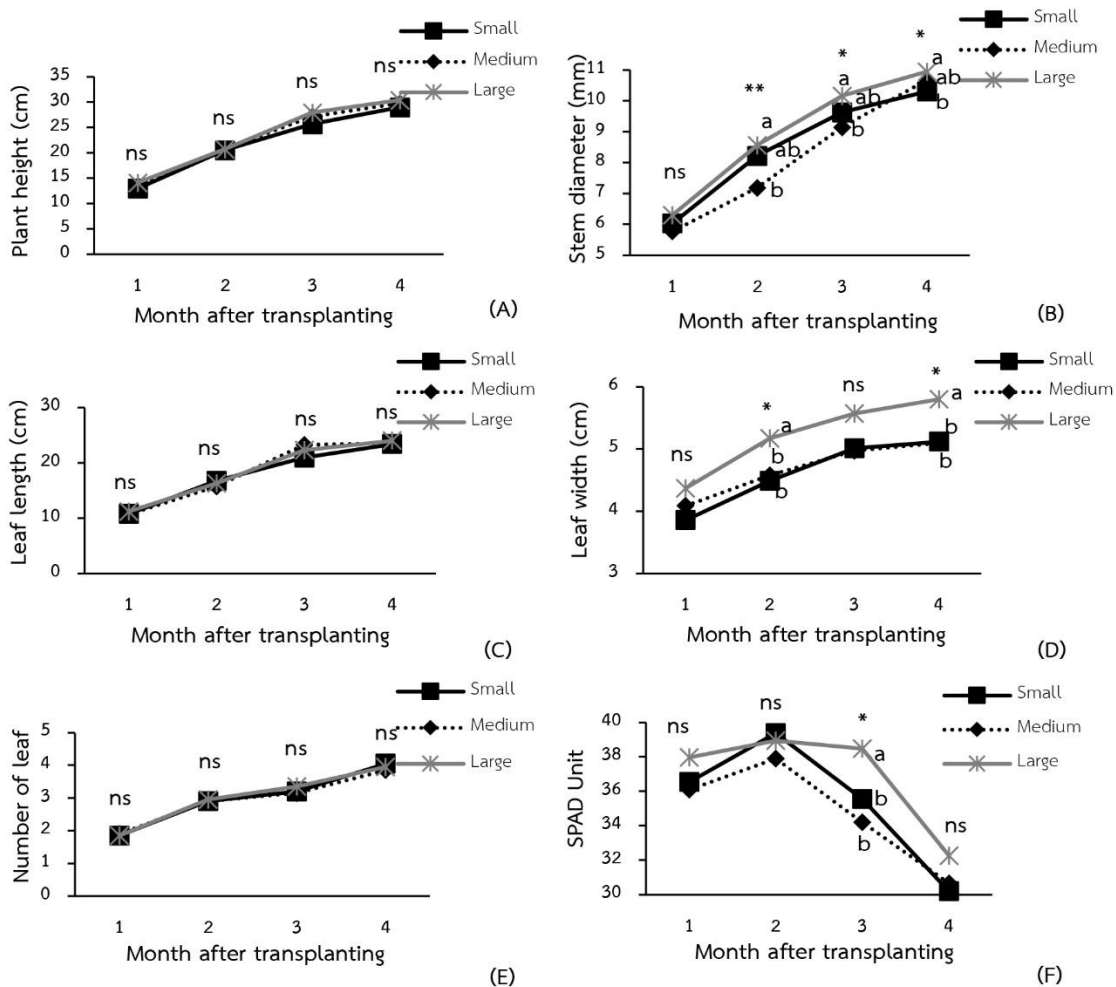 Small
Medium
Large
Plant height (cm)
35
30
25
20
15
10
5
0
ns
ns
ns
ns
1 2 3 4
Month after transplanting
(A)
Small
Medium
Large
Stem diameter (mm)
11
10
9
8
7
6
5
ns
**
*
*
a
ab
b
a
ab
b
a
ab
b
1 2 3 4
Month after transplanting
(B)
Small
Medium
Large
Leaf length (cm)
30
20
10
0
ns
ns
ns
ns
1 2 3 4
Month after transplanting
(C)
Small
Medium
Large
Leaf width (cm)
6
5
4
3
ns
*
ns
*
a
b
b
a
b
b
1 2 3 4
Month after transplanting
(D)
Small
Medium
Large
Number of leaf
5
4
3
2
1
0
ns
ns
ns
ns
1 2 3 4
Month after transplanting
(E)
Small
Medium
Large
SPAD Unit
40
38
36
34
32
30
ns
ns
*
ns
a
b
b
1 2 3 4
Month after transplanting
(F)